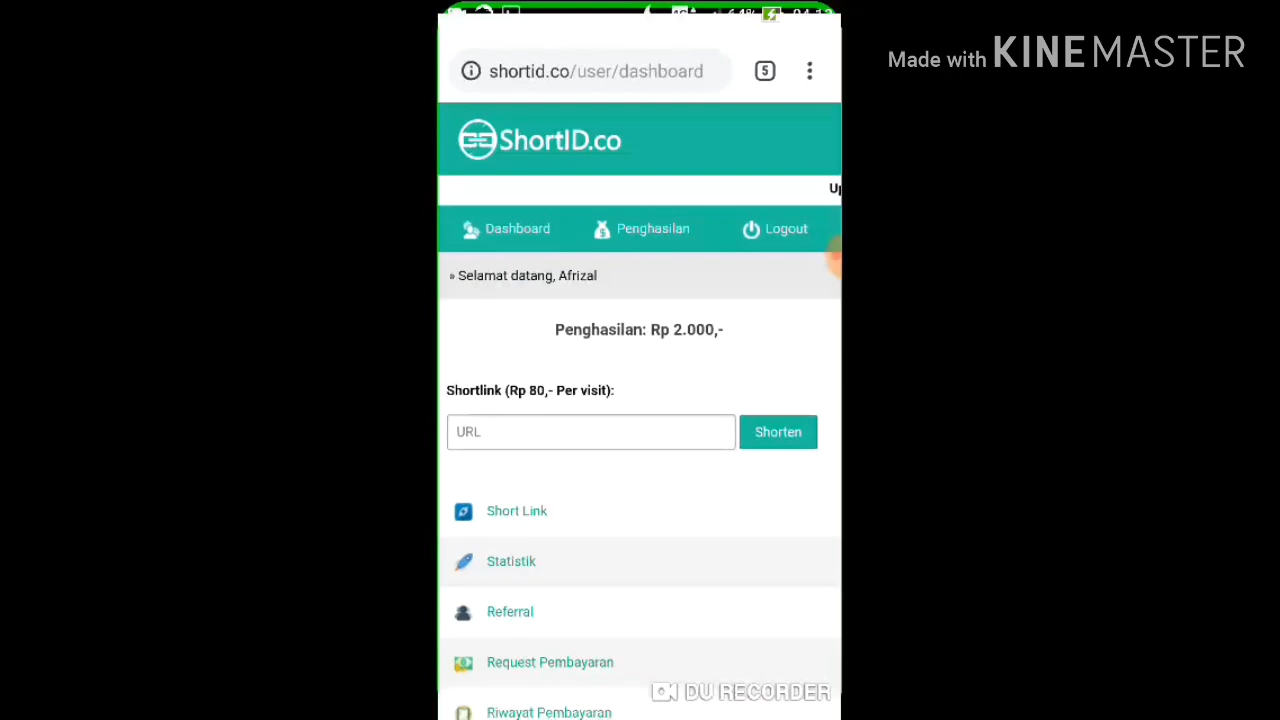 Made with KINEMASTER
shortid.co/user/dashboard
5
ShortID.co
Dashboard
Penghasilan
Logout
» Selamat datang, Afrizal
Penghasilan: Rp 2.000,-
Shortlink (Rp 80,- Per visit):
URL
Shorten
Short Link
Statistik
Referral
Request Pembayaran
DU RECORDER
Riwayat Pembayaran